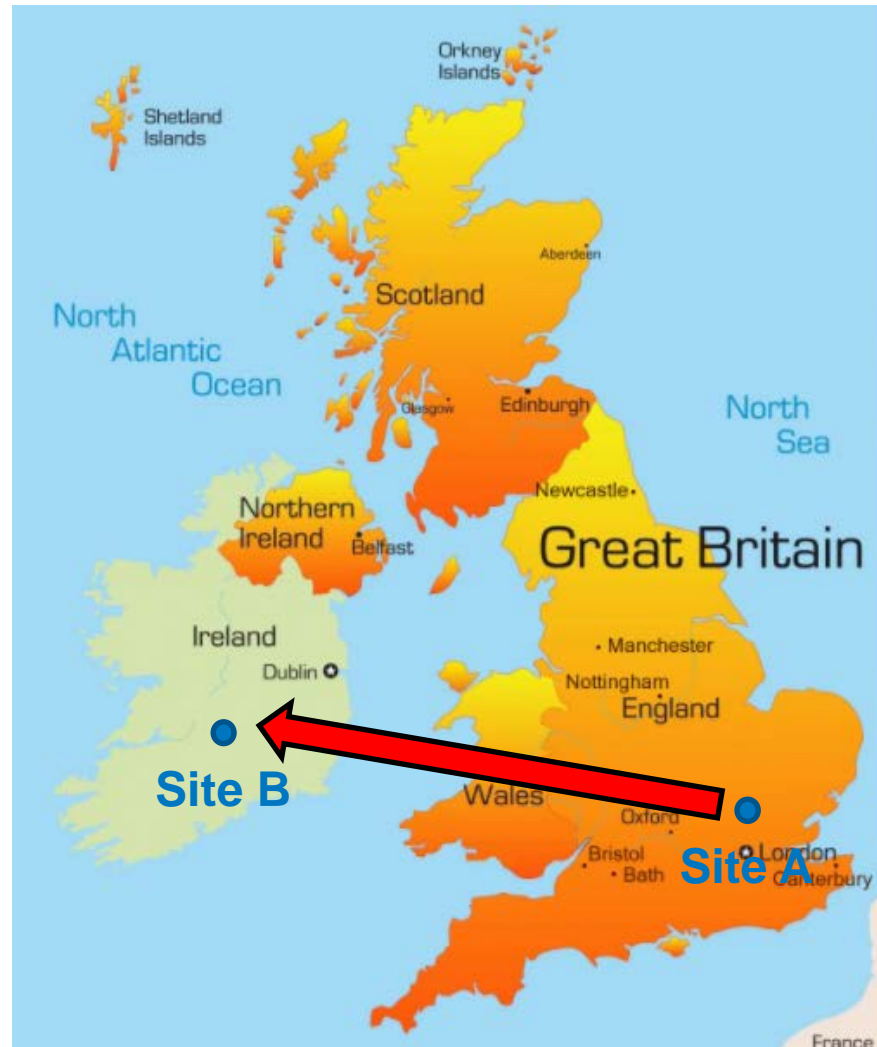 Orkney
Islands
Shetland
Islands
Aberdeen
Scotland
North
Atlantic
Ocean
Glasgow
Edinburgh
North
Sea
Newcastle
Northern
Ireland
Belfast
Great Britain
Ireland
Manchester
Dublin
Nottingham
England
Site B
Wales
Oxford
London
Bristol
Site A
Bath
Canterbury
France